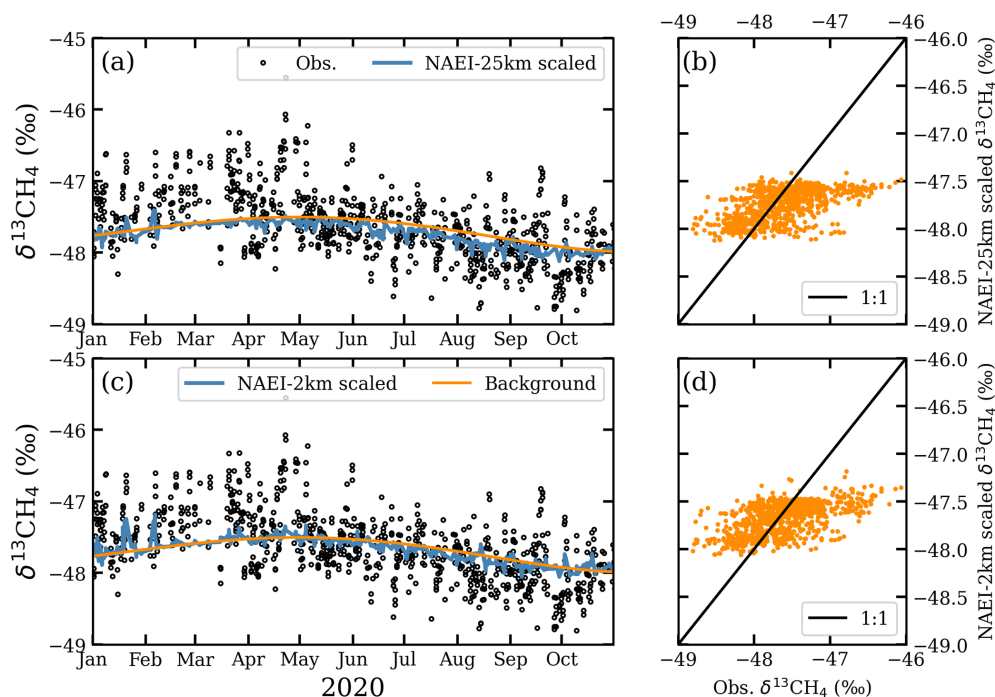 (a)
Obs.
NAEI-25km scaled
−45
−46
−47
−48
−49
δ¹³CH₄ (‰)
Jan Feb Mar Apr May Jun Jul Aug Sep Oct
(b)
−49 −48 −47 −46
−46.0
−46.5
−47.0
−47.5
−48.0
−48.5
−49.0
NAEI-25km scaled δ¹³CH₄ (‰)
1:1
(c)
NAEI-2km scaled
Background
−45
−46
−47
−48
−49
δ¹³CH₄ (‰)
Jan Feb Mar Apr May Jun Jul Aug Sep Oct
2020
(d)
−46.0
−46.5
−47.0
−47.5
−48.0
−48.5
−49.0
NAEI-2km scaled δ¹³CH₄ (‰)
1:1
−49 −48 −47 −46
Obs. δ¹³CH₄ (‰)